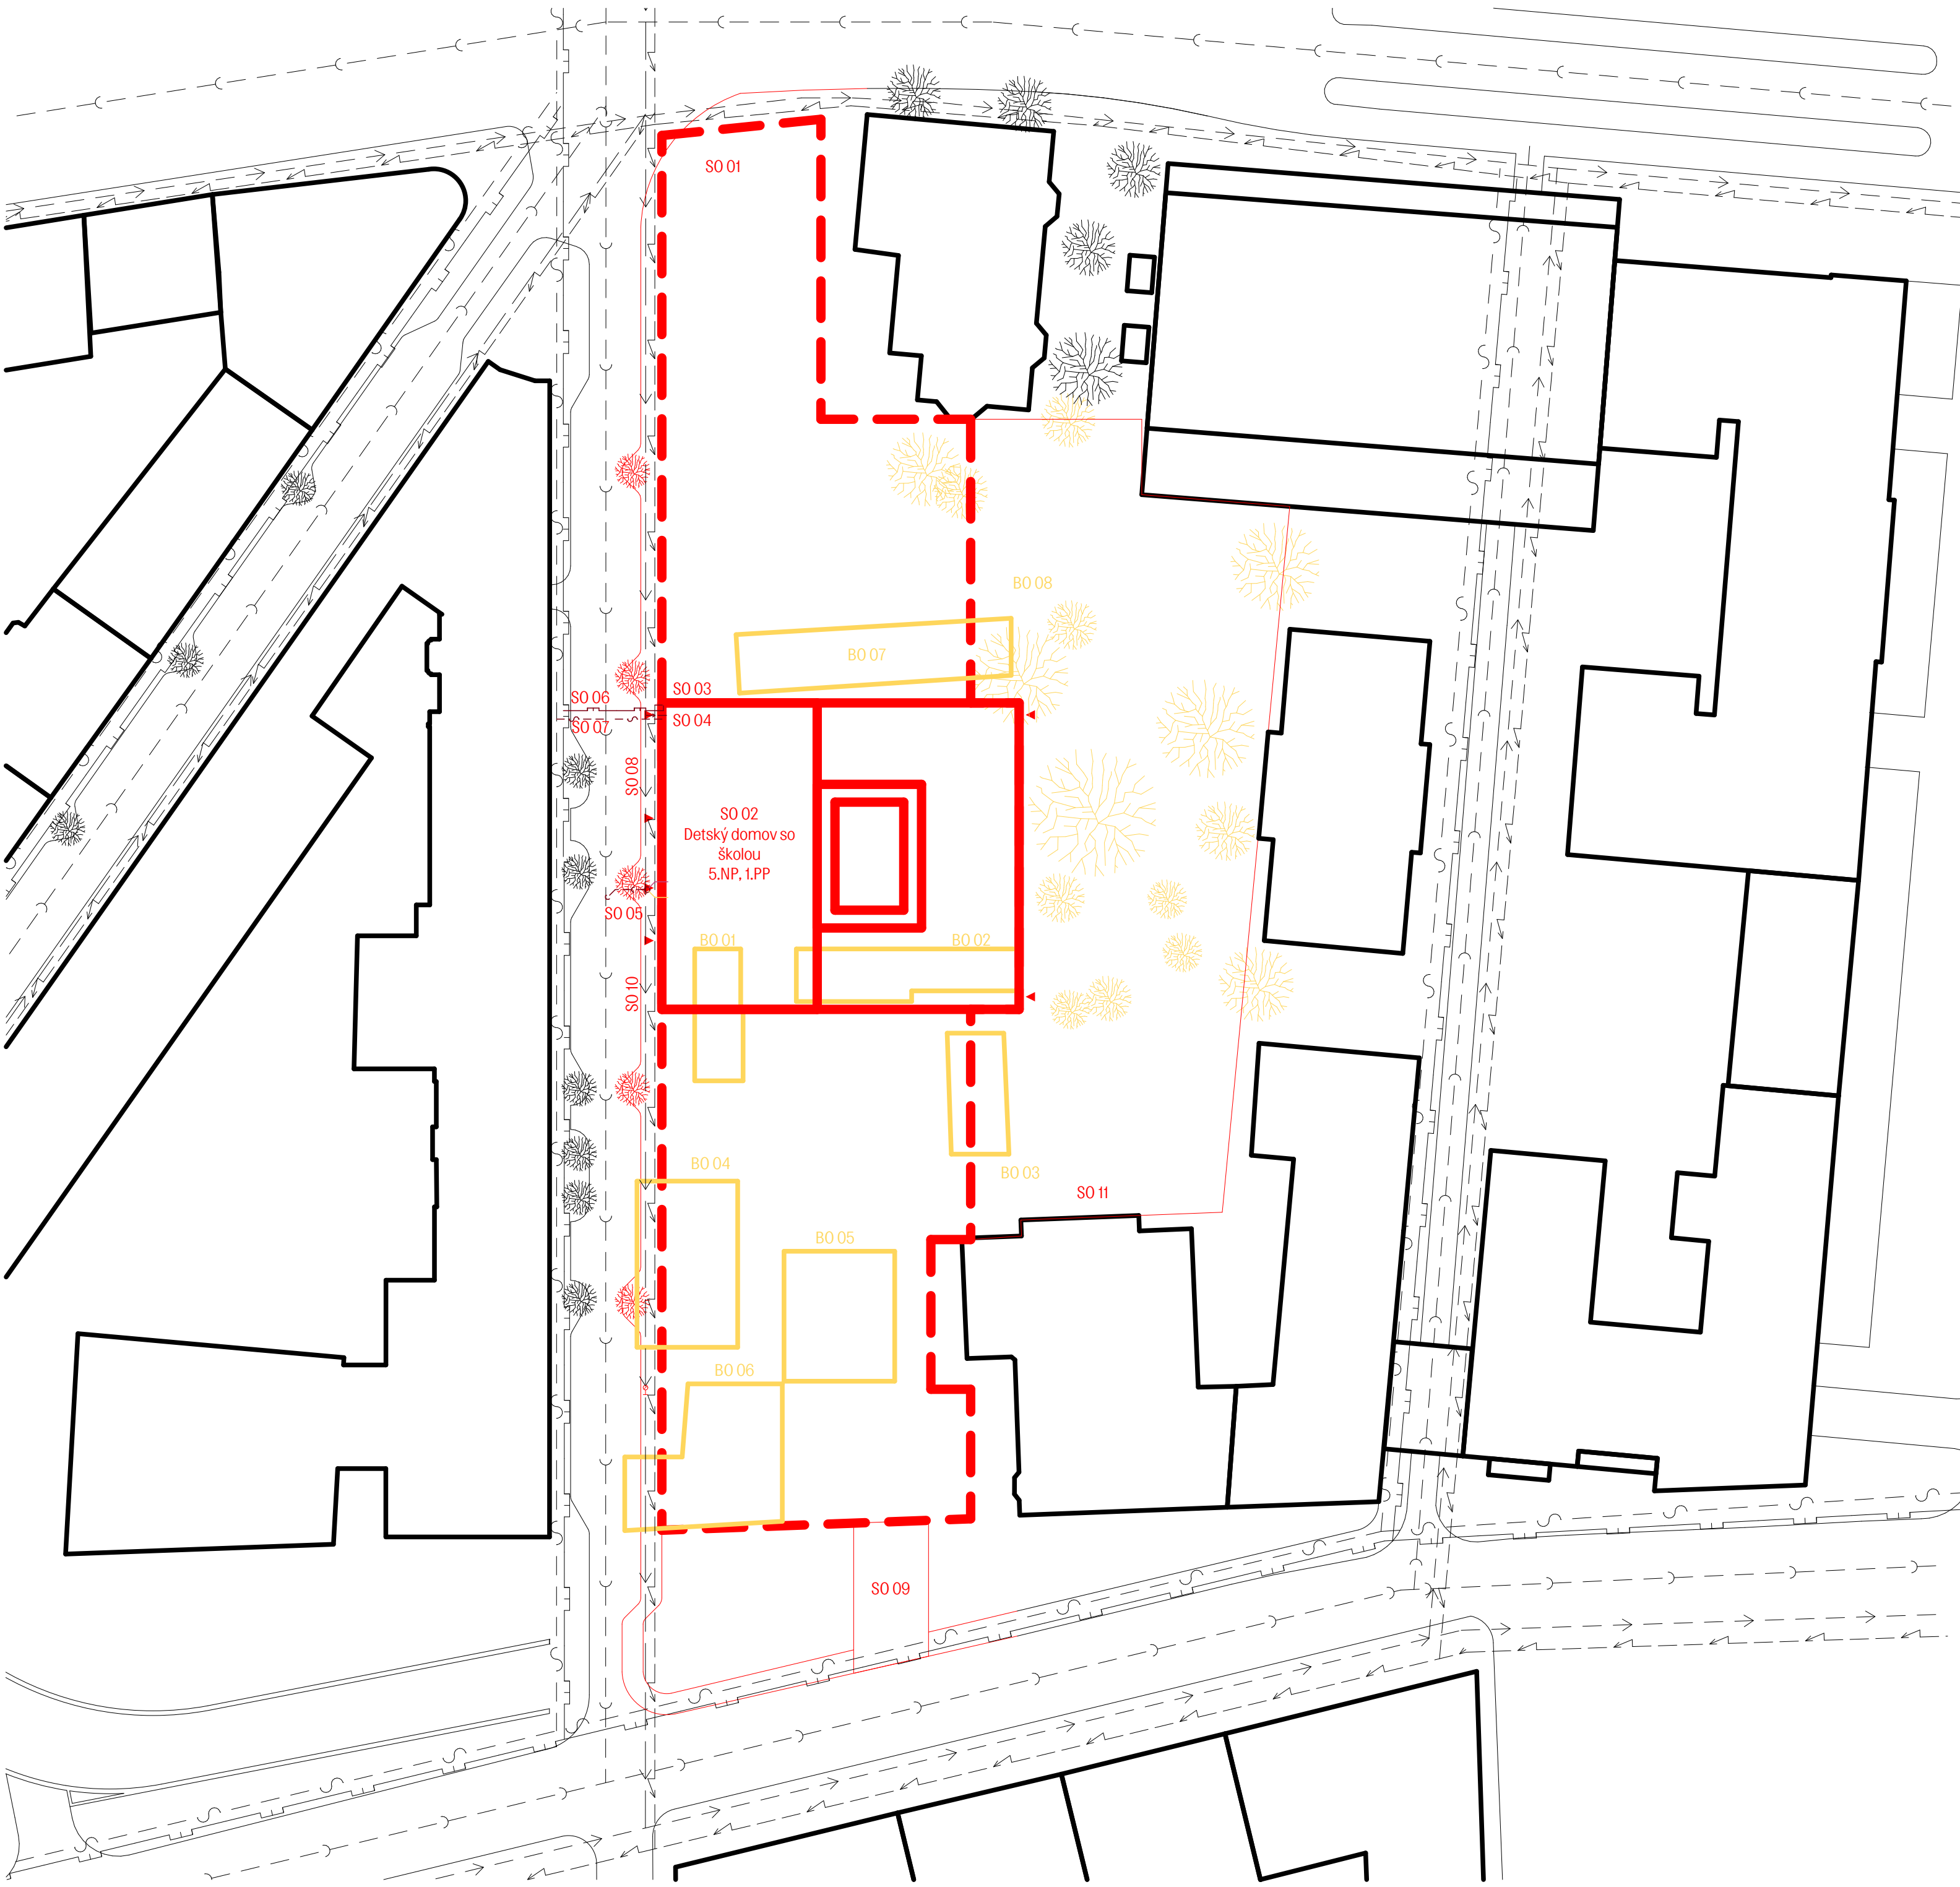 SO 01
BO 08
BO 07
SO 06
SO 03
SO 07
SO 04
SO 08
SO 02
Detský domov so
školou
5.NP, 1.PP
SO 05
BO 01
BO 02
SO 10
BO 04
BO 03
SO 11
BO 05
BO 06
SO 09